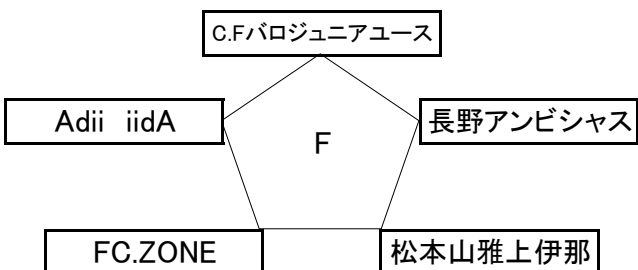 C.Fバロジュニアユース
Adii　iidA
長野アンビシャス
F
FC.ZONE
松本山雅上伊那